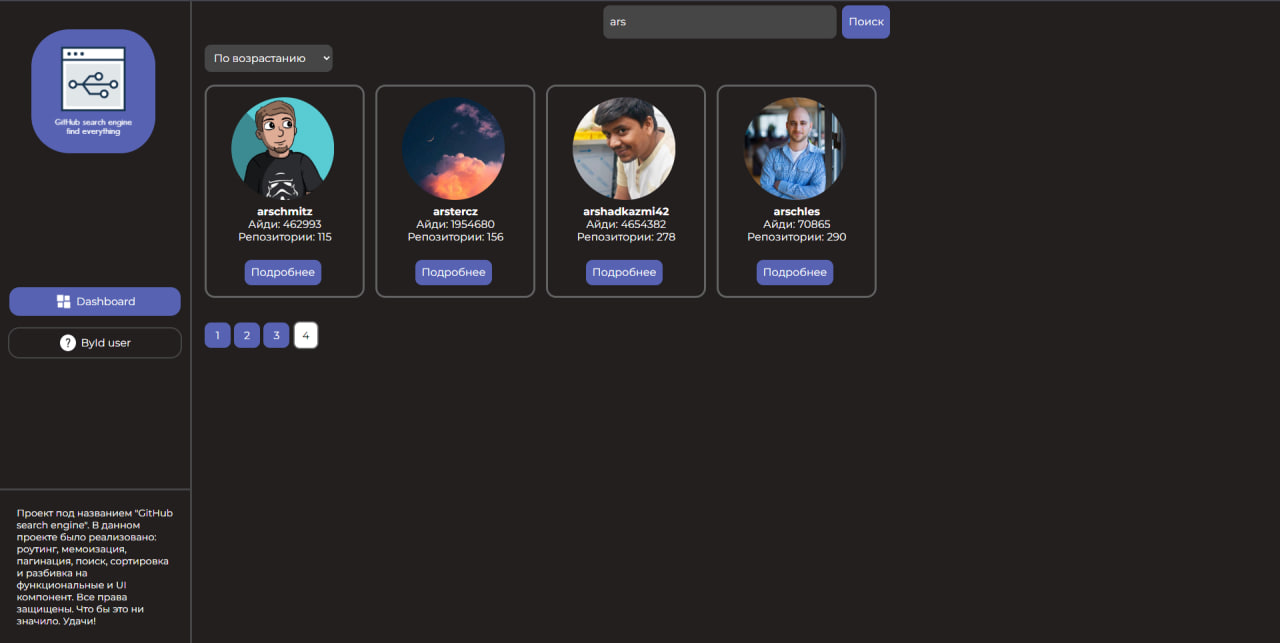 GitHub search engine
find everything
Dashboard
ById user
Проект под названием "GitHub
search engine". В данном
проекте было реализовано:
роутинг, мемоизация,
пагинация, поиск, сортировка
и разбивка на
функциональные и UI
компонент. Все права
защищены. Что бы это ни
значило. Удачи!
ars
Поиск
По возрастанию
arschmitz
Айди: 462993
Репозитории: 115
Подробнее
arstercz
Айди: 1954680
Репозитории: 156
Подробнее
arshadkazmi42
Айди: 4654382
Репозитории: 278
Подробнее
arschles
Айди: 70865
Репозитории: 290
Подробнее
1 2 3 4